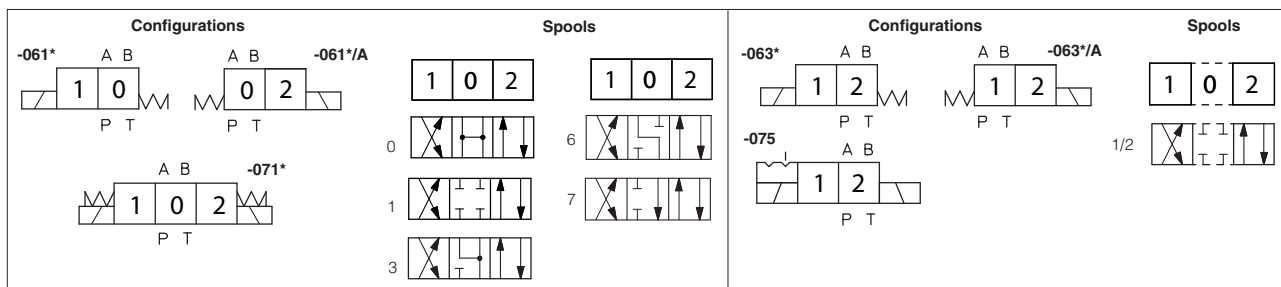 Configurations
Spools
-061*
A B
1 0
P T
A B
-061*/A
0 2
P T
A B
-071*
1 0 2
P T
1 0 2
0
1
3
1 0 2
6
7
Configurations
Spools
-063*
A B
1 2
P T
A B
-063*/A
1 2
P T
-075
A B
1 2
P T
1 0 2
1/2